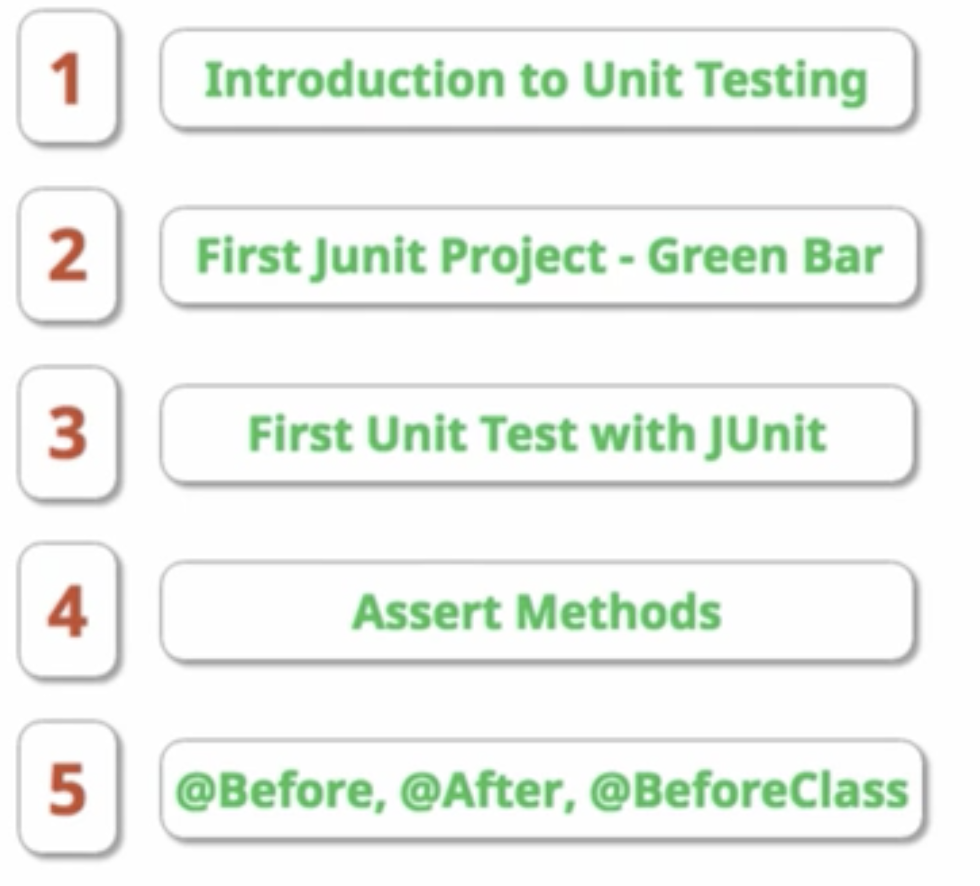 1 Introduction to Unit Testing
2 First Junit Project - Green Bar
3 First Unit Test with JUnit
4 Assert Methods
5 @Before, @After, @BeforeClass